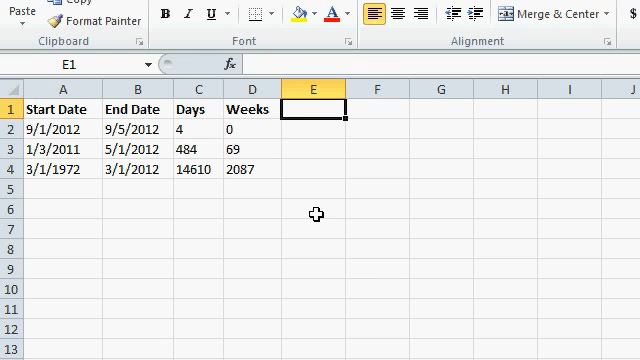 Copy
Paste
Format Painter
Clipboard
B I U
A
Font
Merge & Center
$
Alignment
E1
fx
A B C D E F G H I J
1 Start Date End Date Days Weeks
2 9/1/2012 9/5/2012 4 0
3 1/3/2011 5/1/2012 484 69
4 3/1/1972 3/1/2012 14610 2087
5
6
7
8
9
10
11
12
13